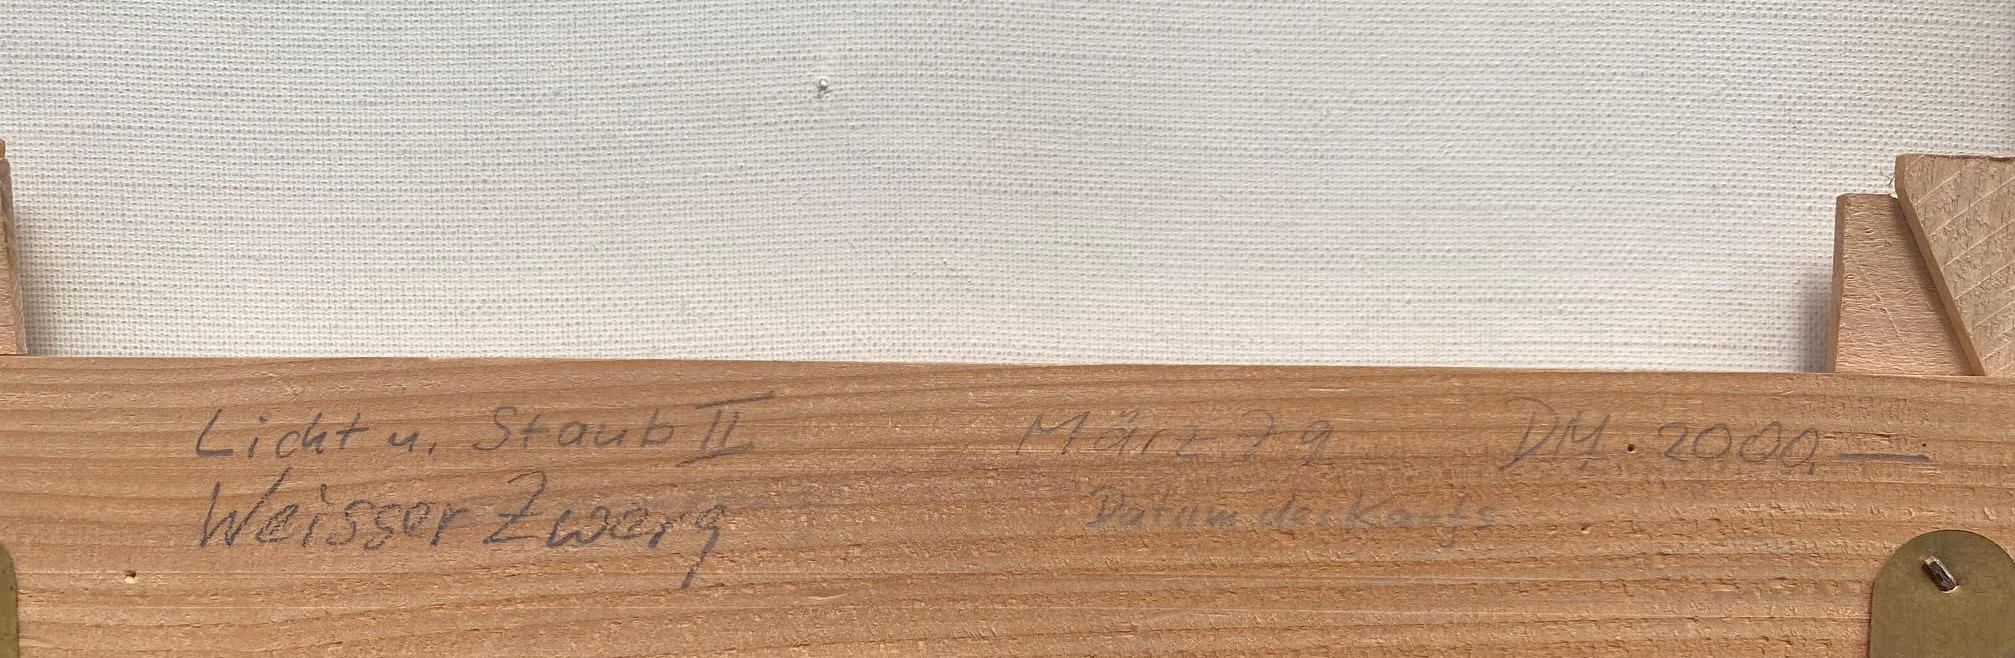 Licht u. Staub II März 79 DM. 2000.—
Weisser Zwerg Datum des Kaufs